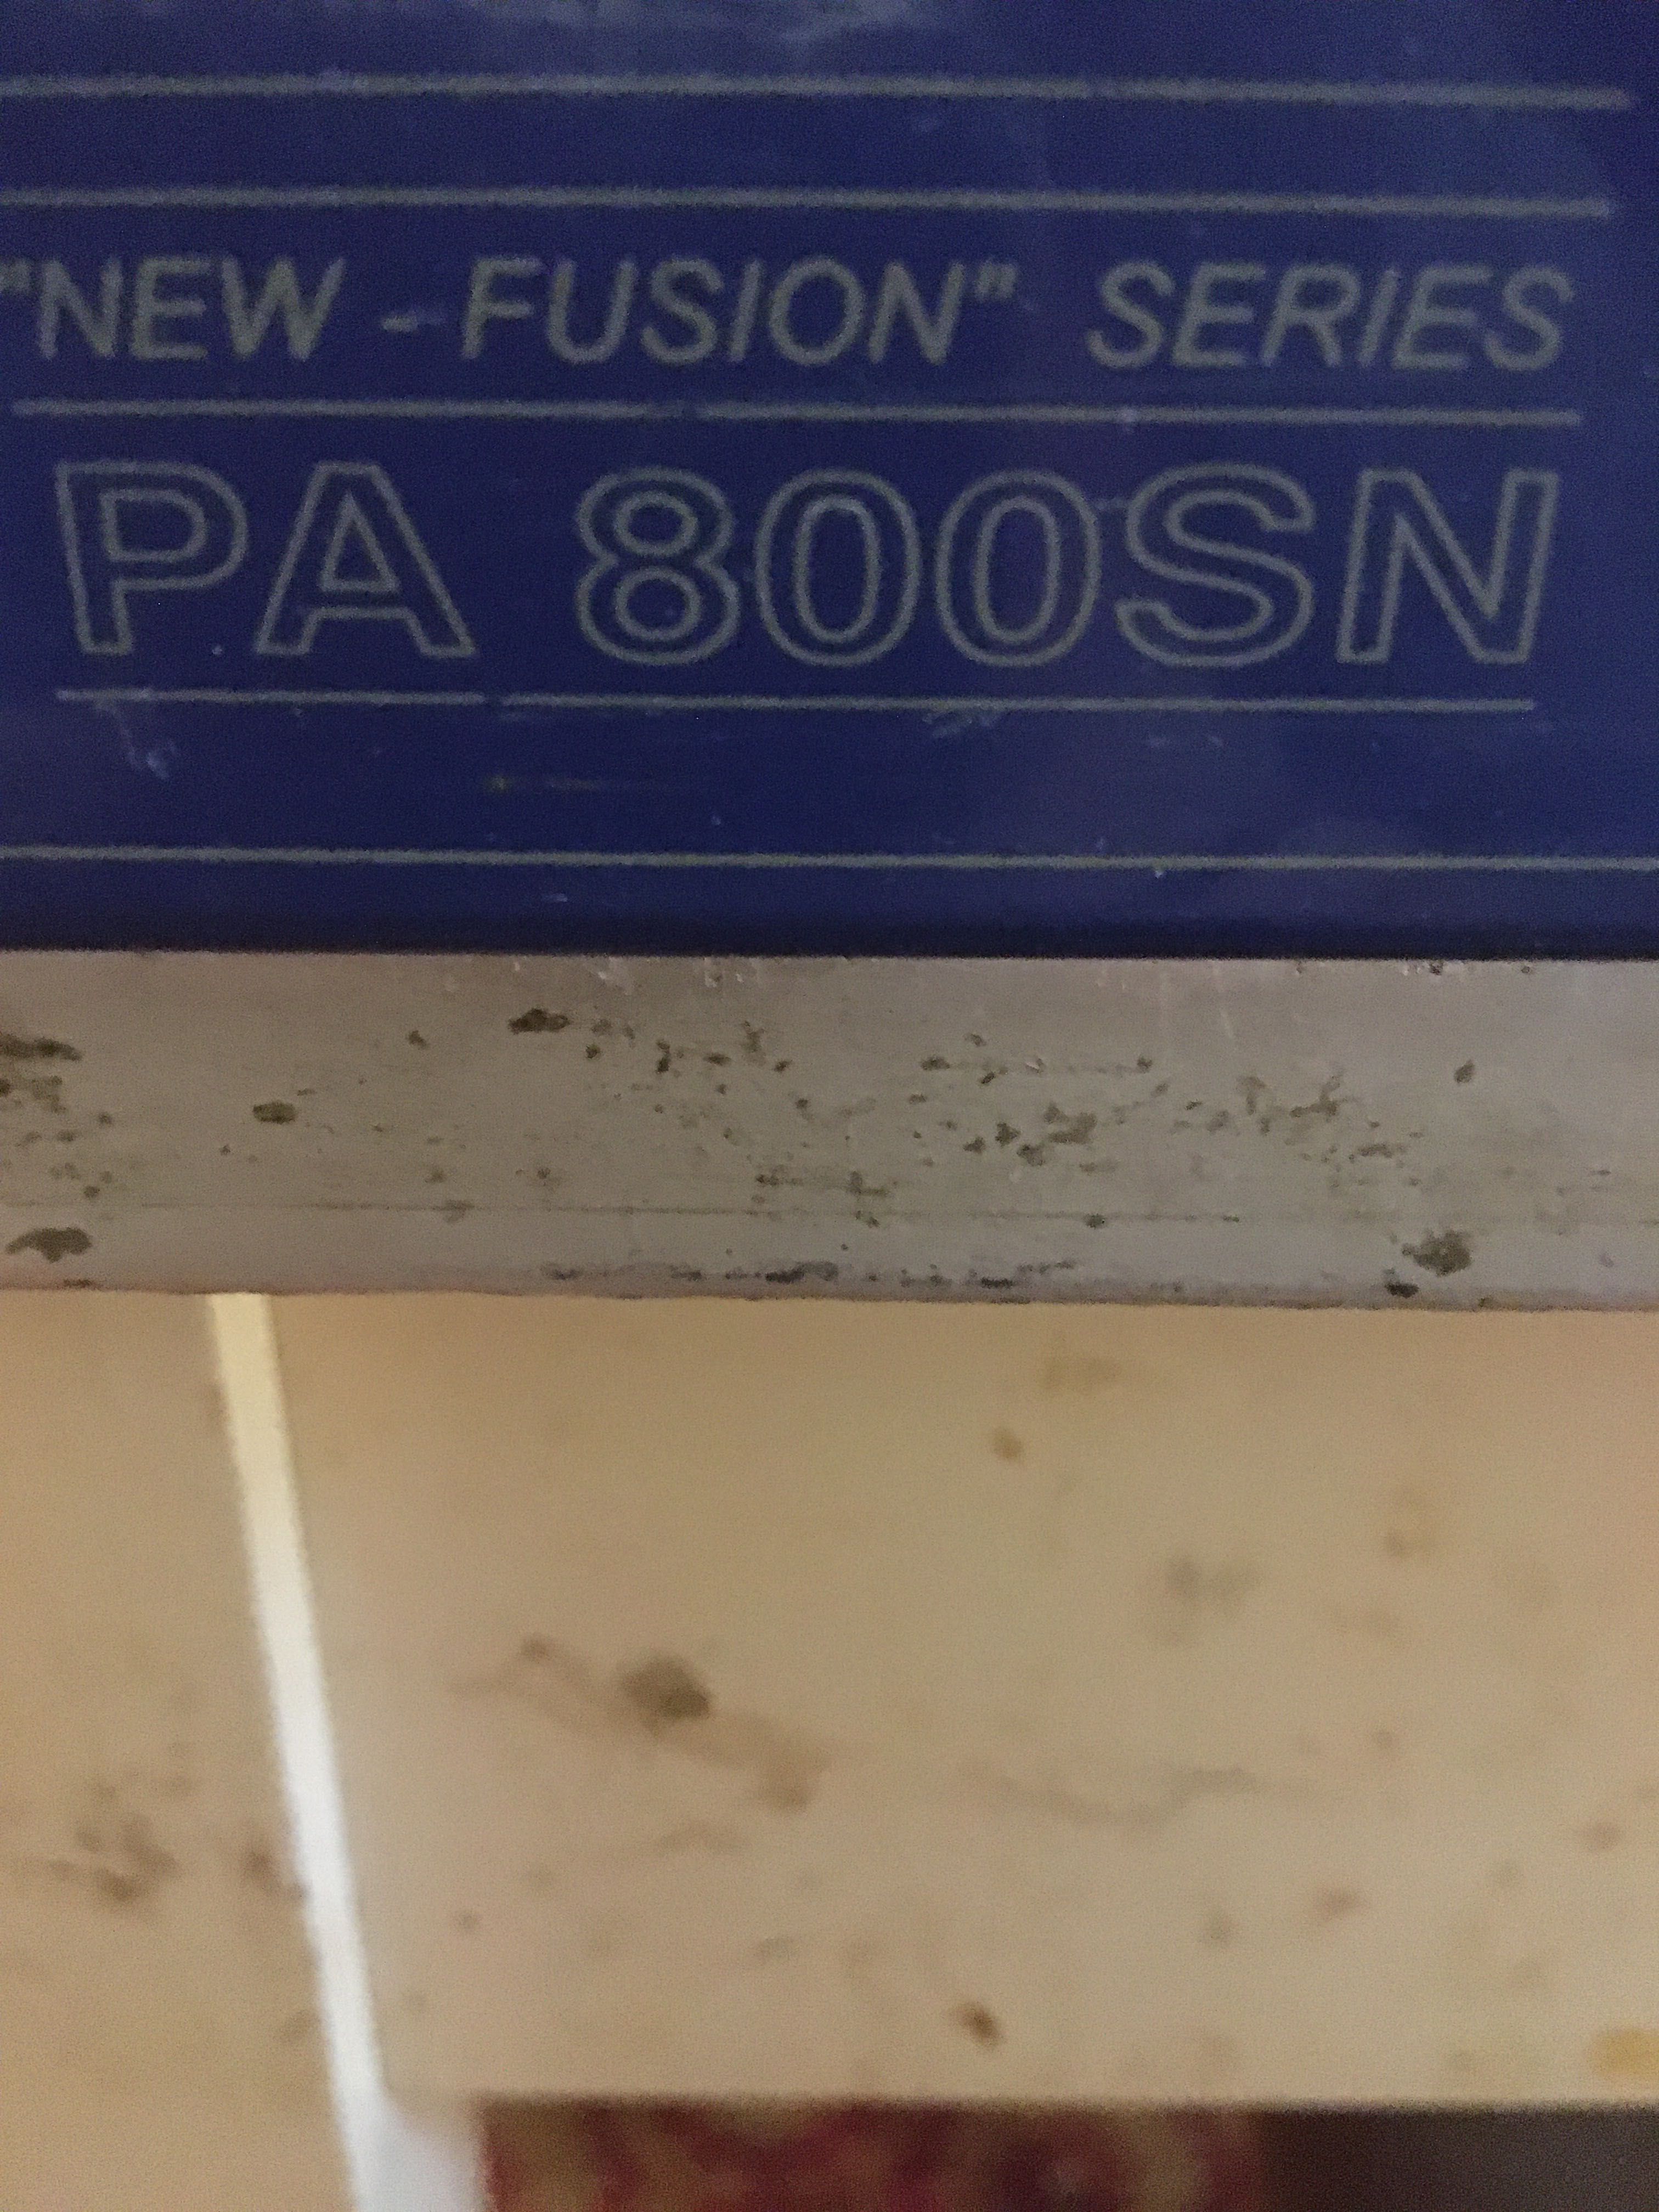 "NEW - FUSION" SERIES
PA 800SN